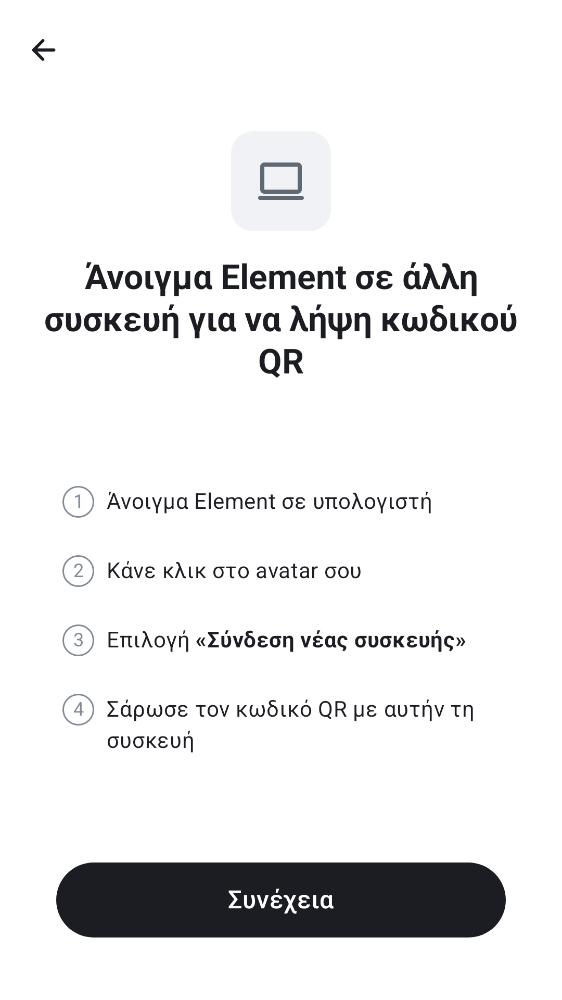 Άνοιγμα Element σε άλλη
συσκευή για να λήψη κωδικού
QR
1 Άνοιγμα Element σε υπολογιστή
2 Κάνε κλικ στο avatar σου
3 Επιλογή «Σύνδεση νέας συσκευής»
4 Σάρωσε τον κωδικό QR με αυτήν τη
συσκευή
Συνέχεια